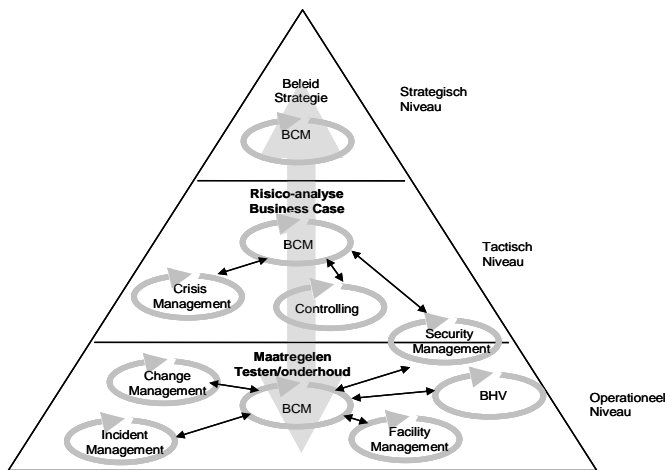 Beleid
Strategie
BCM
Strategisch
Niveau
Risico-analyse
Business Case
BCM
Tactisch
Niveau
Crisis
Management
Controlling
Security
Management
Maatregelen
Testen/onderhoud
BCM
Change
Management
BHV
Operationeel
Niveau
Incident
Management
Facility
Management